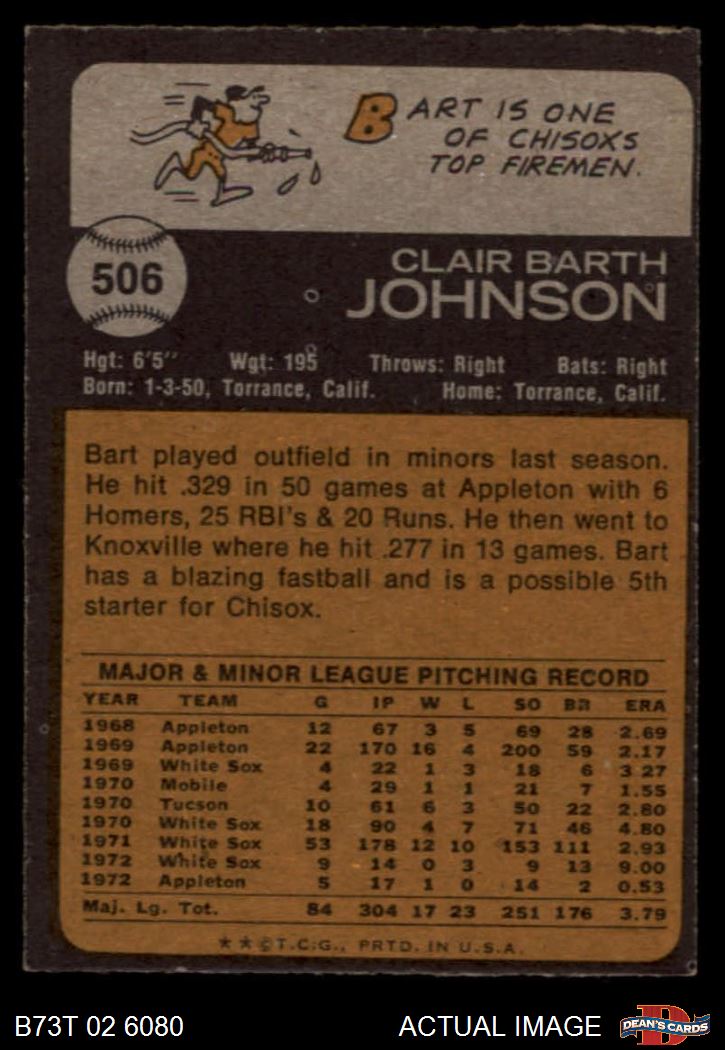 BART IS ONE
OF CHISOXS
TOP FIREMEN.
506
CLAIR BARTH
JOHNSON
Hgt: 6'5" Wgt: 195 Throws: Right Bats: Right
Born: 1-3-50, Torrance, Calif. Home: Torrance, Calif.
Bart played outfield in minors last season.
He hit .329 in 50 games at Appleton with 6
Homers, 25 RBI's & 20 Runs. He then went to
Knoxville where he hit .277 in 13 games. Bart
has a blazing fastball and is a possible 5th
starter for Chisox.
MAJOR & MINOR LEAGUE PITCHING RECORD
YEAR TEAM G IP W L SO BB ERA
1968 Appleton 12 67 3 5 69 28 2.69
1969 Appleton 22 170 16 4 200 59 2.17
1969 White Sox 4 22 1 3 18 6 3.27
1970 Mobile 4 29 1 1 21 7 1.55
1970 Tucson 10 61 6 3 50 22 2.80
1970 White Sox 18 90 4 7 71 46 4.80
1971 White Sox 53 178 12 10 153 111 2.93
1972 White Sox 9 14 0 3 9 13 9.00
1972 Appleton 5 17 1 0 14 2 0.53
Maj. Lg. Tot. 84 304 17 23 251 176 3.79
★★©T.C.G., PRTD. IN U.S.A.
B73T 02 6080 ACTUAL IMAGE DEAN'S CARDS